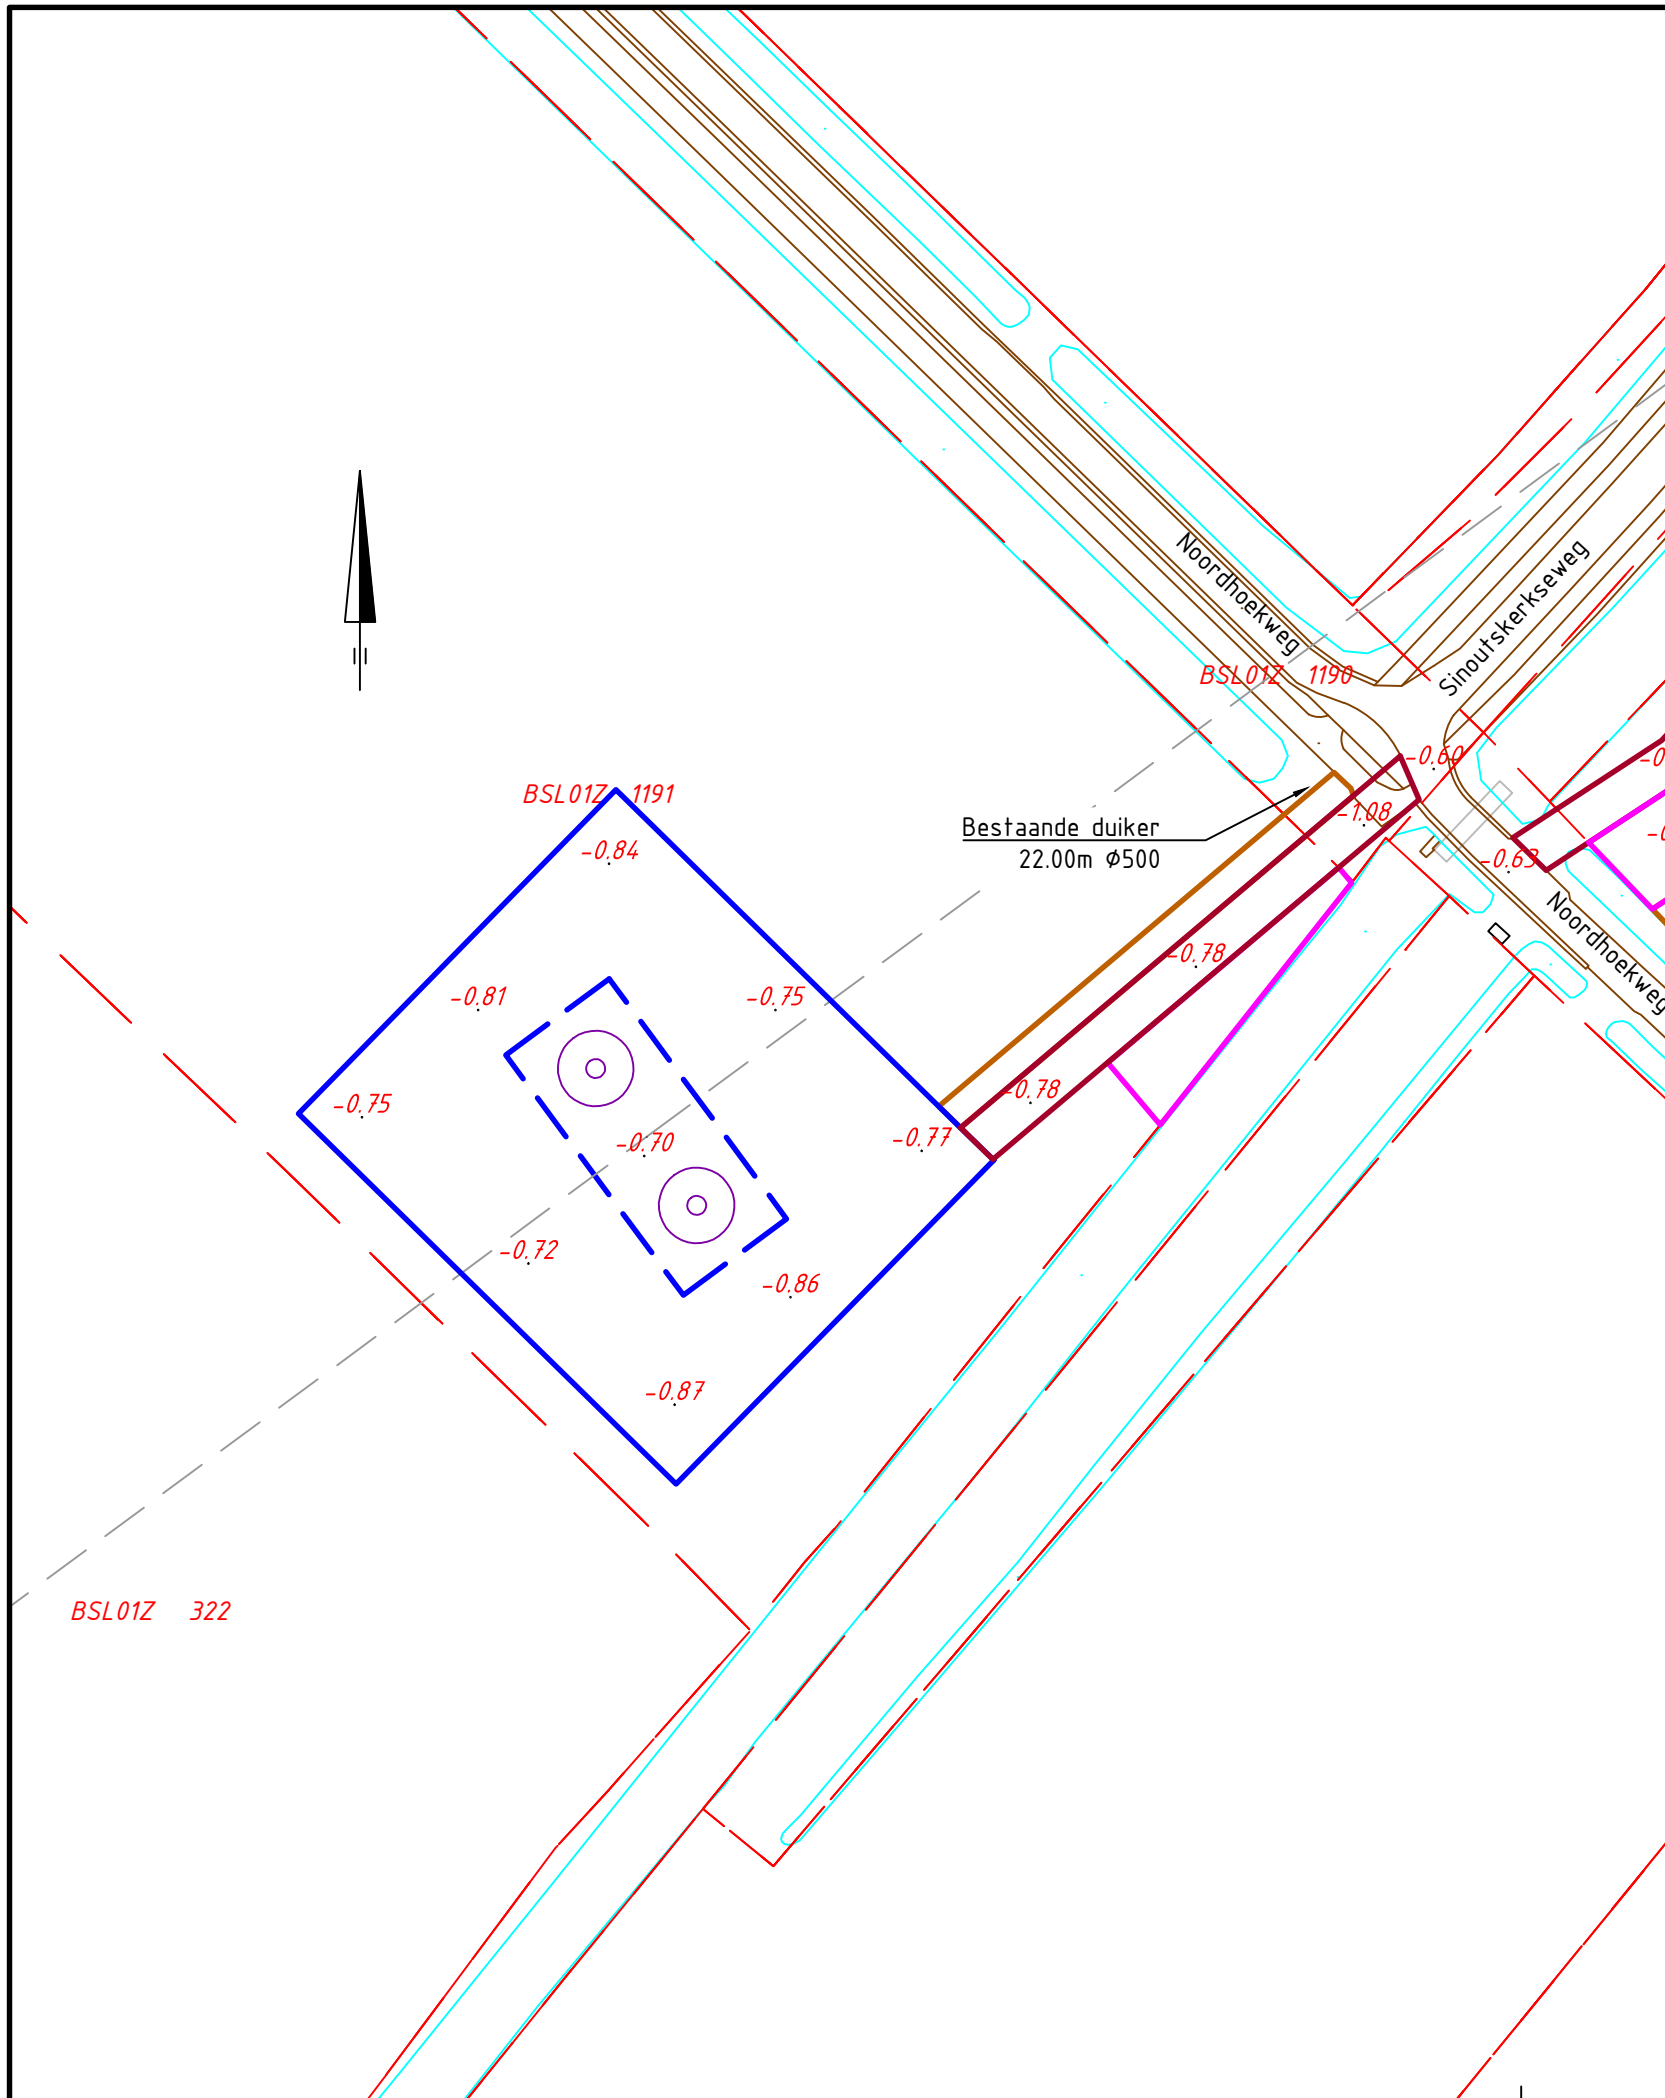 Noordhoekweg
Sinoutskerkseweg
BSL01Z 1190
-0.60
BSL01Z 1191
-1.08
Bestaande duiker
22.00m Ø500
-0.84
-0.63
Noordhoekweg
-0.78
-0.81
-0.75
-0.78
-0.75
-0.77
-0.70
-0.72
-0.86
-0.87
BSL01Z 322